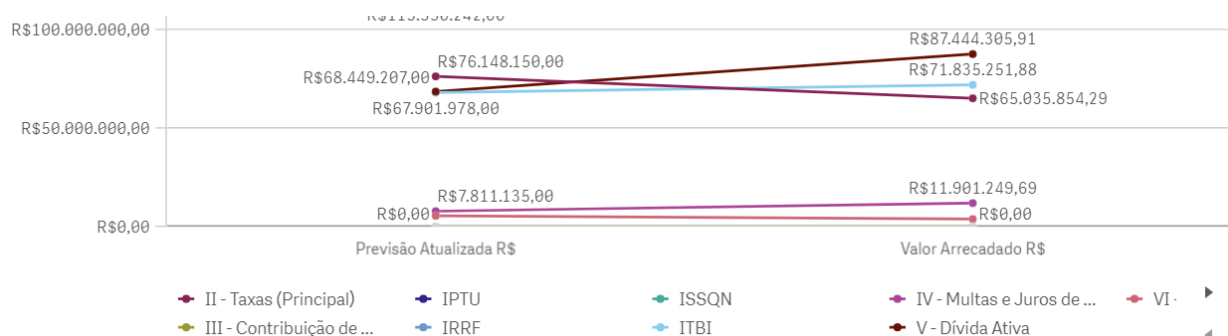 R$100.000.000,00
R$87.444.305,91
R$76.148.150,00
R$71.835.251,88
R$68.449.207,00
R$65.035.854,29
R$67.901.978,00
R$50.000.000,00
R$7.811.135,00
R$11.901.249,69
R$0,00
R$0,00
R$0,00
Previsão Atualizada R$
Valor Arrecadado R$
II - Taxas (Principal)
IPTU
ISSQN
IV - Multas e Juros de ...
VI -
III - Contribuição de ...
IRRF
ITBI
V - Dívida Ativa